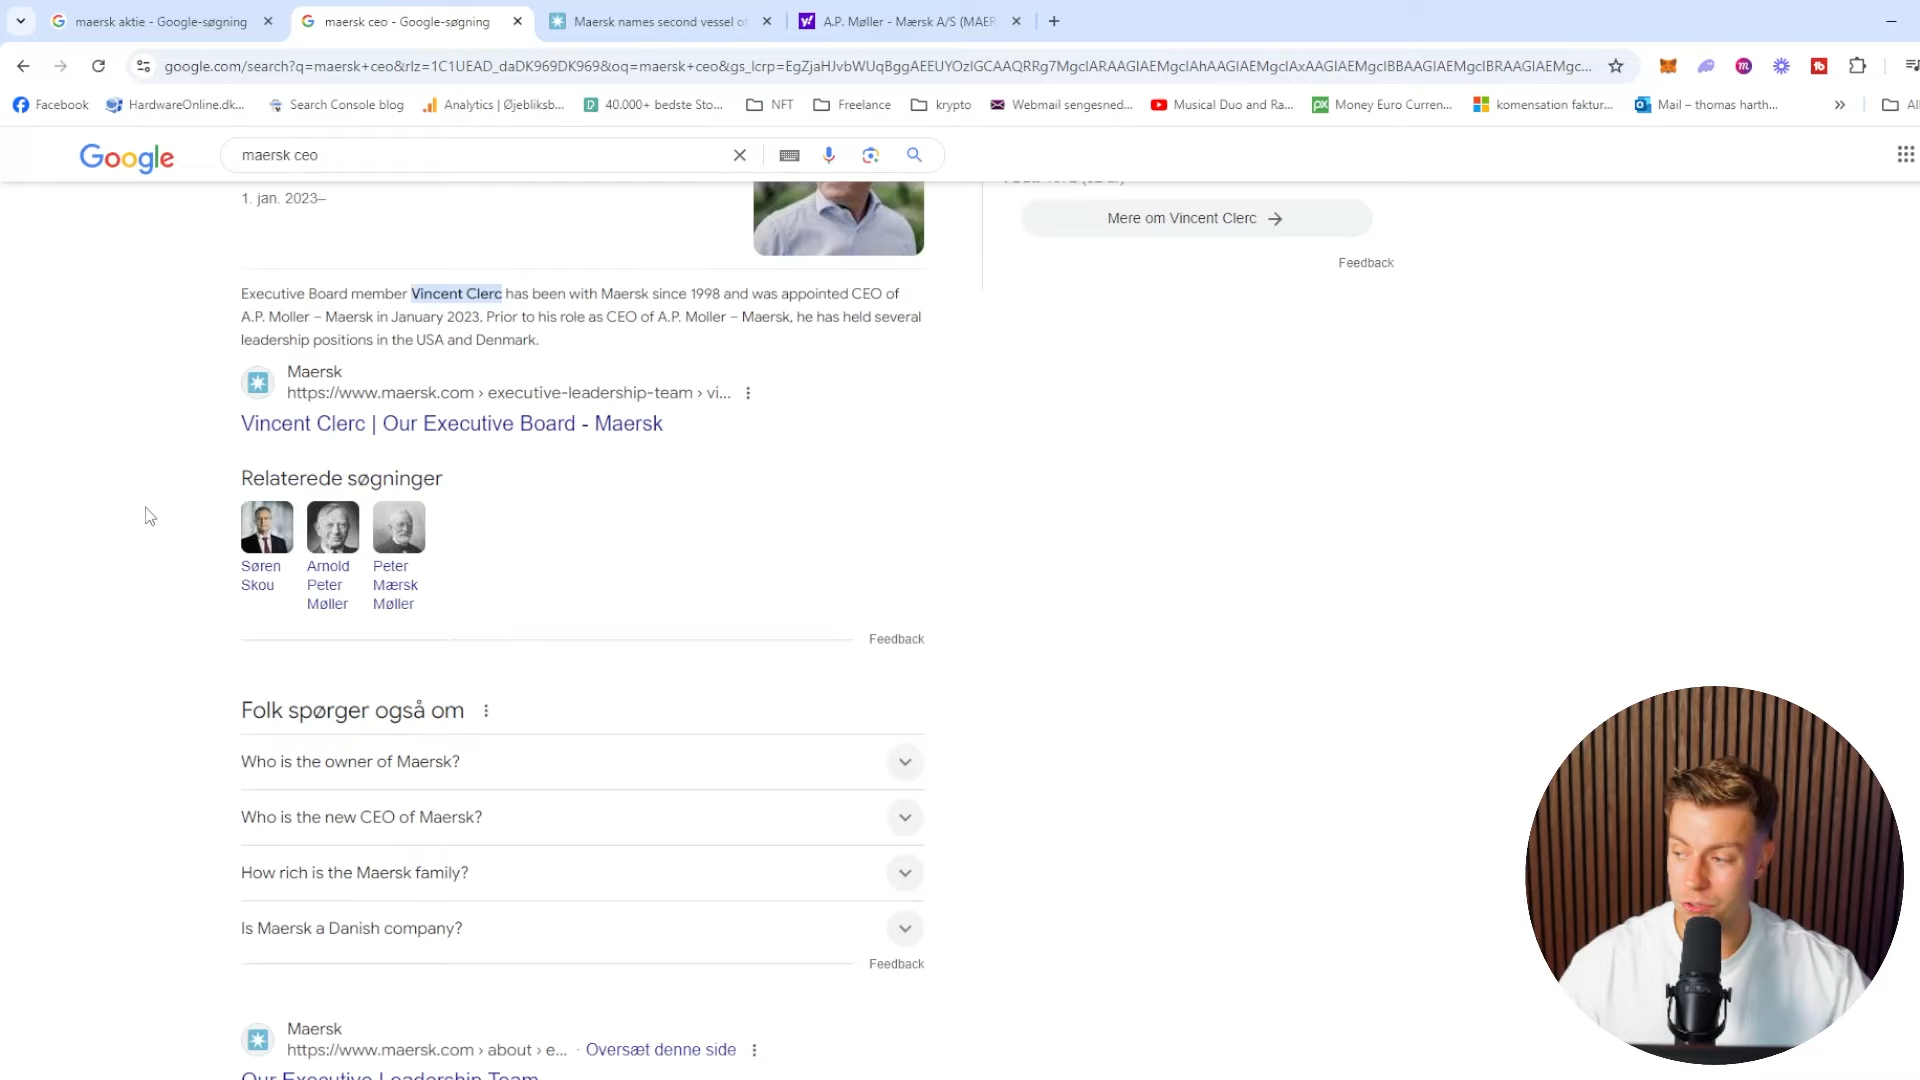 maersk aktie - Google-søgning
maersk ceo - Google-søgning
Maersk names second vessel of
A.P. Møller - Mærsk A/S (MAER
google.com/search?q=maersk+ceo&rlz=1C1UEAD_daDK969DK969&oq=maersk+ceo&gs_lcrp=EgZjaHJvbWUqBggAEEUYOzIGCAAQRRg7MgcIARAAGIAEMgcIAhAAGIAEMgcIAxAAGIAEMgcIBBAAGIAEMgcIBRAAGIAEMgc...
Facebook
HardwareOnline.dk...
Search Console blog
Analytics | Øjebliksb...
40.000+ bedste Sto...
NFT
Freelance
krypto
Webmail sengesned...
Musical Duo and Ra...
Money Euro Curren...
komensation faktur...
Mail – thomas harth...
Al
Google
maersk ceo
1. jan. 2023–
Mere om Vincent Clerc
Feedback
Executive Board member Vincent Clerc has been with Maersk since 1998 and was appointed CEO of
A.P. Moller – Maersk in January 2023. Prior to his role as CEO of A.P. Moller – Maersk, he has held several
leadership positions in the USA and Denmark.
Maersk
https://www.maersk.com › executive-leadership-team › vi...
Vincent Clerc | Our Executive Board - Maersk
Relaterede søgninger
Søren
Skou
Arnold
Peter
Møller
Peter
Mærsk
Møller
Feedback
Folk spørger også om
Who is the owner of Maersk?
Who is the new CEO of Maersk?
How rich is the Maersk family?
Is Maersk a Danish company?
Feedback
Maersk
https://www.maersk.com › about › e... · Oversæt denne side
Our Executive Leadership Team